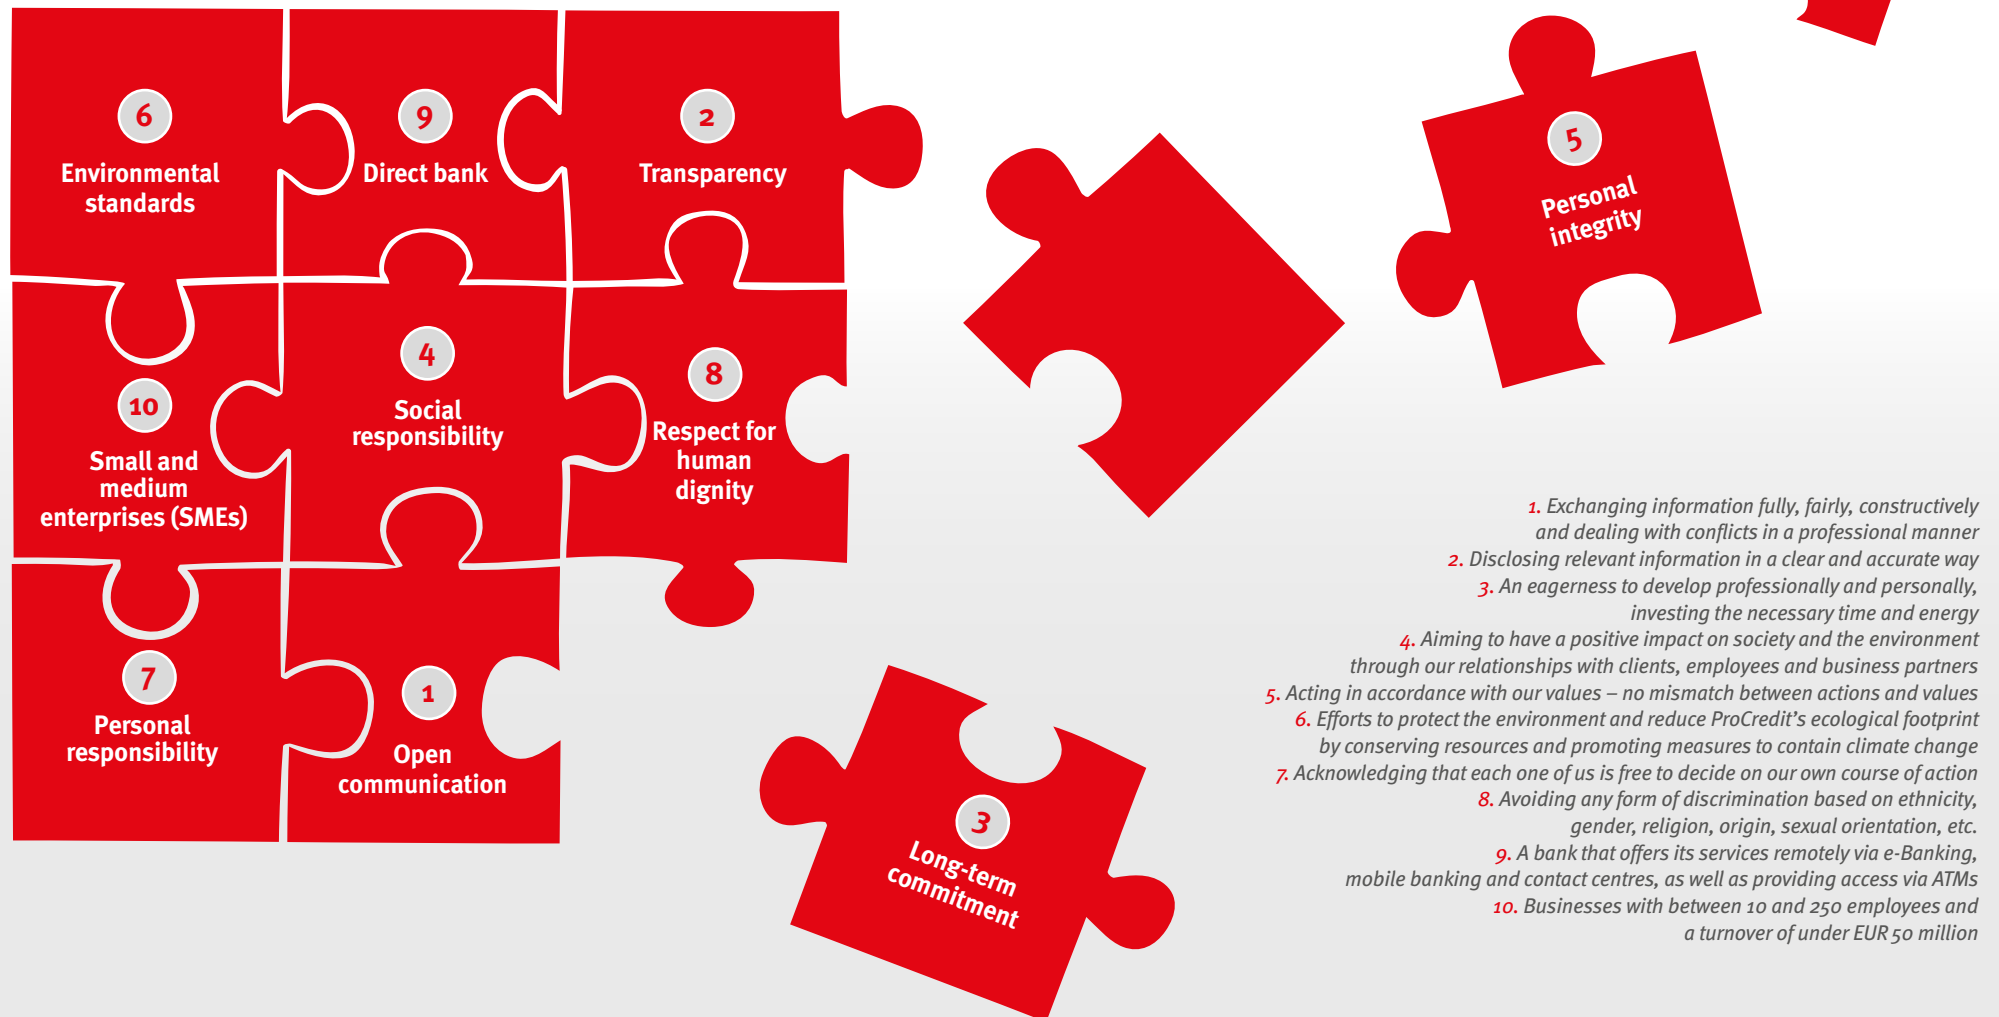 6
Environmental
standards
9
Direct bank
2
Transparency
5
Personal
integrity
10
Small and
medium
enterprises (SMEs)
4
Social
responsibility
8
Respect for
human
dignity
7
Personal
responsibility
1
Open
communication
3
Long-term
commitment
1. Exchanging information fully, fairly, constructively
and dealing with conflicts in a professional manner
2. Disclosing relevant information in a clear and accurate way
3. An eagerness to develop professionally and personally,
investing the necessary time and energy
4. Aiming to have a positive impact on society and the environment
through our relationships with clients, employees and business partners
5. Acting in accordance with our values – no mismatch between actions and values
6. Efforts to protect the environment and reduce ProCredit’s ecological footprint
by conserving resources and promoting measures to contain climate change
7. Acknowledging that each one of us is free to decide on our own course of action
8. Avoiding any form of discrimination based on ethnicity,
gender, religion, origin, sexual orientation, etc.
9. A bank that offers its services remotely via e-Banking,
mobile banking and contact centres, as well as providing access via ATMs
10. Businesses with between 10 and 250 employees and
a turnover of under EUR 50 million